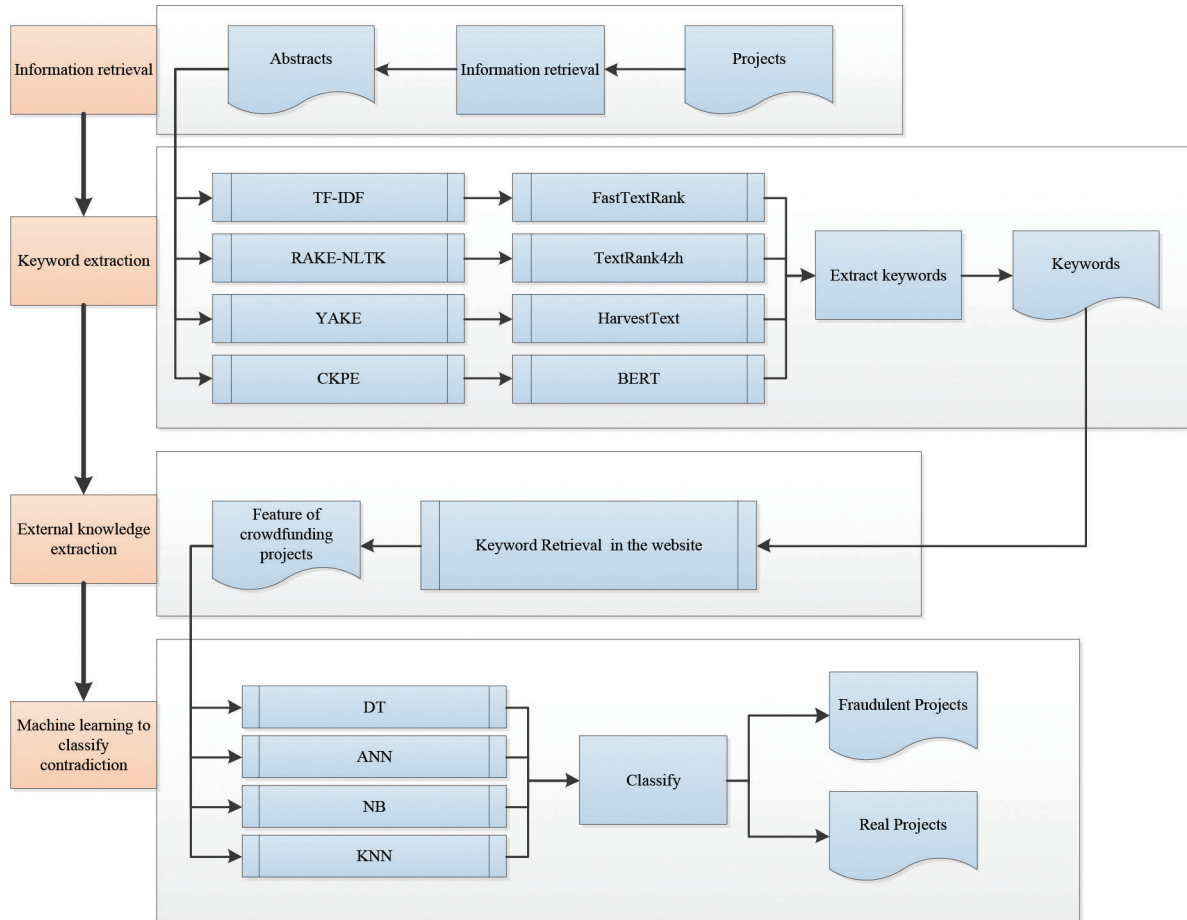 Information retrieval
Abstracts
Information retrieval
Projects
Keyword extraction
TF-IDF
FastTextRank
RAKE-NLTK
TextRank4zh
YAKE
HarvestText
CKPE
BERT
Extract keywords
Keywords
External knowledge
extraction
Feature of
crowdfunding
projects
Keyword Retrieval in the website
Machine learning to
classify
contradiction
DT
ANN
NB
KNN
Classify
Fraudulent Projects
Real Projects